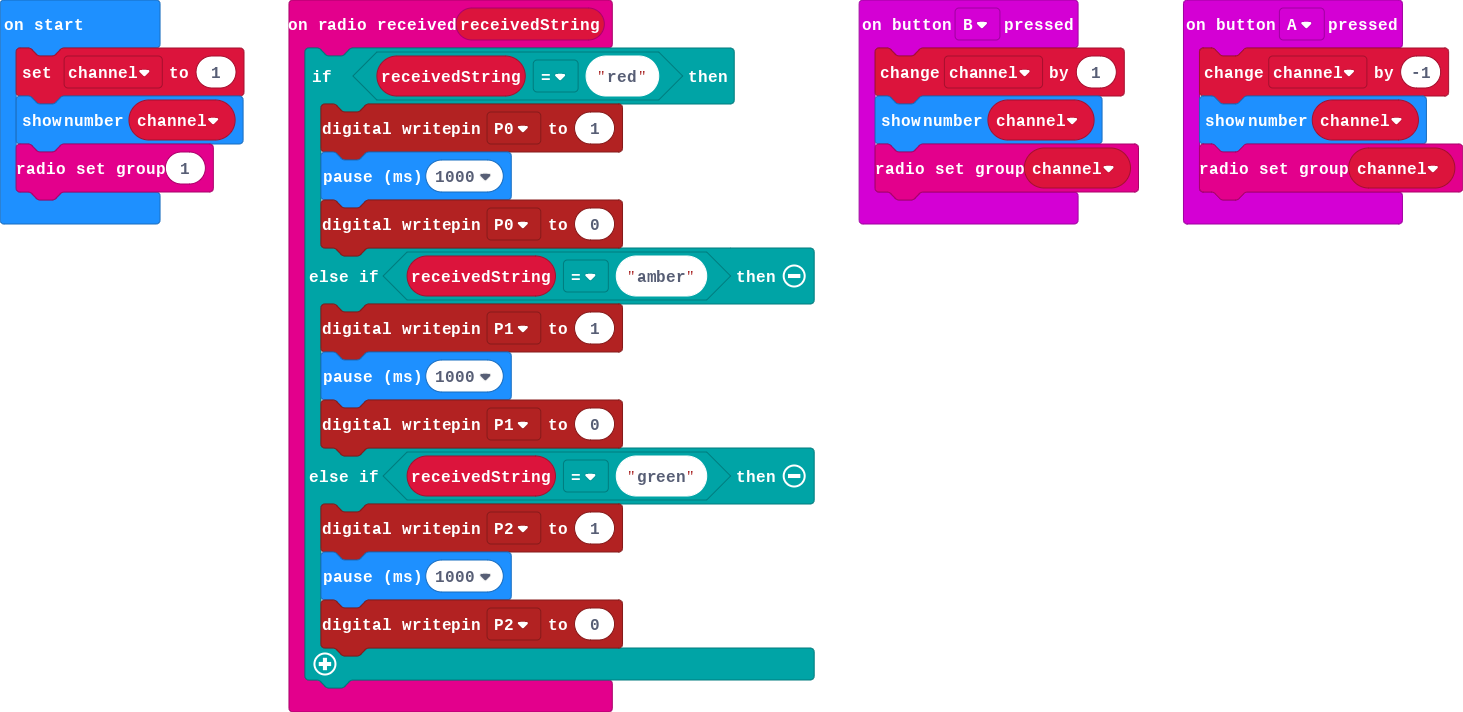 on start
set channel to 1
show number channel
radio set group 1
on radio received receivedString
if receivedString = "red" then
digital write pin P0 to 1
pause (ms) 1000
digital write pin P0 to 0
else if receivedString = "amber" then
digital write pin P1 to 1
pause (ms) 1000
digital write pin P1 to 0
else if receivedString = "green" then
digital write pin P2 to 1
pause (ms) 1000
digital write pin P2 to 0
on button B pressed
change channel by 1
show number channel
radio set group channel
on button A pressed
change channel by -1
show number channel
radio set group channel